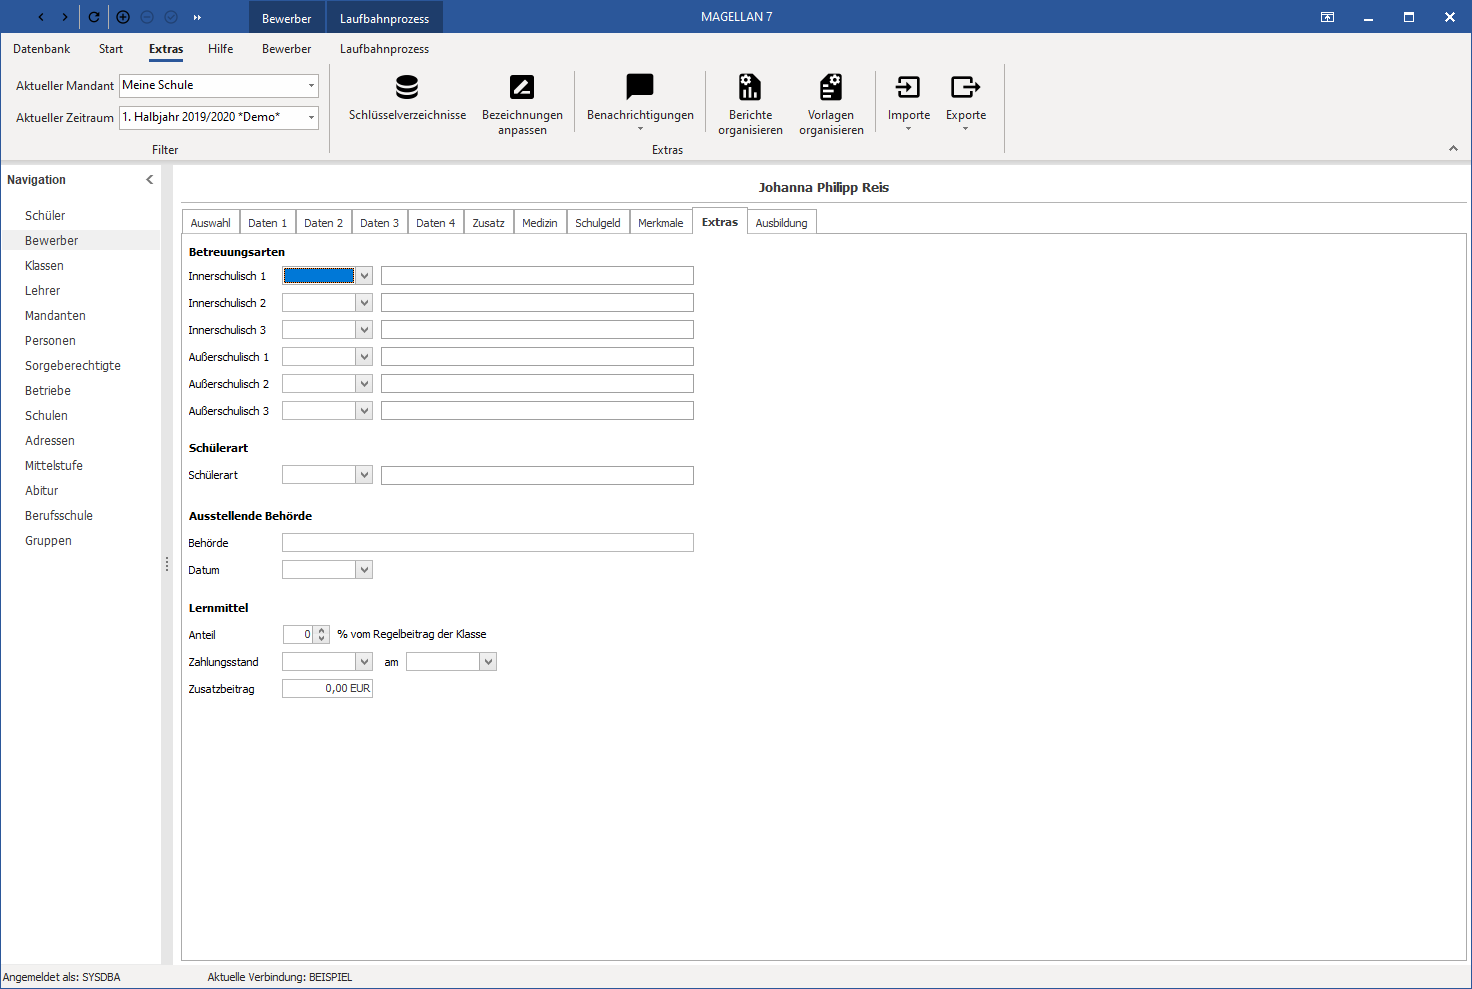 Bewerber Laufbahnprozess MAGELLAN 7
Datenbank Start Extras Hilfe Bewerber Laufbahnprozess
Aktueller Mandant Meine Schule
Aktueller Zeitraum 1. Halbjahr 2019/2020 *Demo*
Filter
Schlüsselverzeichnisse
Bezeichnungen
anpassen
Benachrichtigungen
Berichte
organisieren
Vorlagen
organisieren
Importe
Exporte
Extras
Navigation
Schüler
Bewerber
Klassen
Lehrer
Mandanten
Personen
Sorgeberechtigte
Betriebe
Schulen
Adressen
Mittelstufe
Abitur
Berufsschule
Gruppen
Johanna Philipp Reis
Auswahl Daten 1 Daten 2 Daten 3 Daten 4 Zusatz Medizin Schulgeld Merkmale Extras Ausbildung
Betreuungsarten
Innerschulisch 1
Innerschulisch 2
Innerschulisch 3
Außerschulisch 1
Außerschulisch 2
Außerschulisch 3
Schülerart
Schülerart
Ausstellende Behörde
Behörde
Datum
Lernmittel
Anteil 0 % vom Regelbeitrag der Klasse
Zahlungsstand am
Zusatzbeitrag 0,00 EUR
Angemeldet als: SYSDBA Aktuelle Verbindung: BEISPIEL